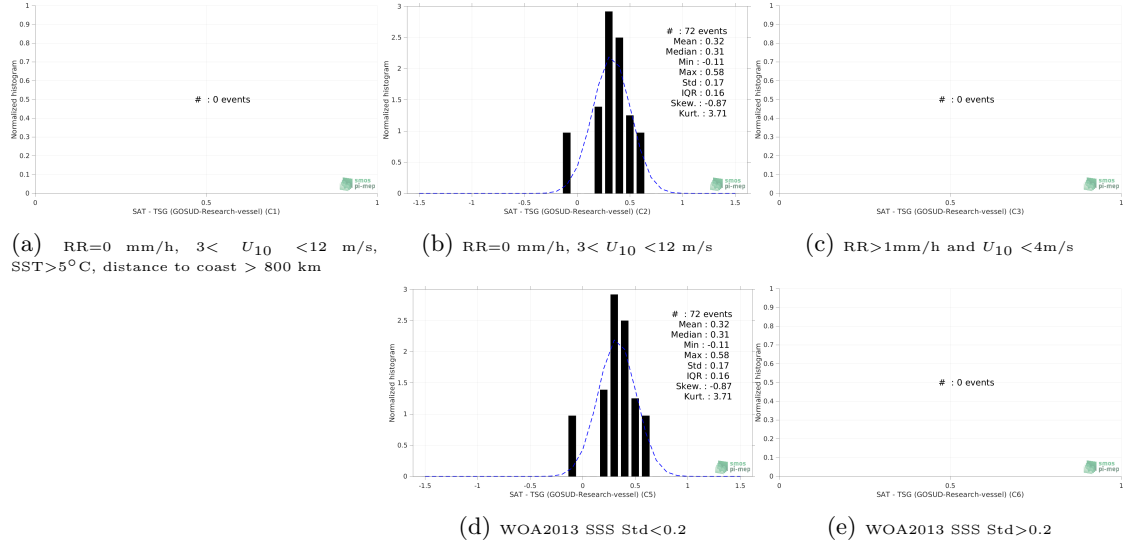 1
0.9
0.8
0.7
0.6
0.5
0.4
0.3
0.2
0.1
0
Normalized histogram
# : 0 events
0 0.5 1
SAT - TSG (GOSUD-Research-vessel) (C1)
smos
pi-mep
(a) RR=0 mm/h, 3< U10 <12 m/s,
SST>5°C, distance to coast > 800 km
3
2.5
2
1.5
1
0.5
0
Normalized histogram
# : 72 events
Mean : 0.32
Median : 0.31
Min : -0.11
Max : 0.58
Std : 0.17
IQR : 0.16
Skew. : -0.87
Kurt. : 3.71
-1.5 -1 -0.5 0 0.5 1 1.5
SAT - TSG (GOSUD-Research-vessel) (C2)
smos
pi-mep
(b) RR=0 mm/h, 3< U10 <12 m/s
1
0.9
0.8
0.7
0.6
0.5
0.4
0.3
0.2
0.1
0
Normalized histogram
# : 0 events
0 0.5 1
SAT - TSG (GOSUD-Research-vessel) (C3)
smos
pi-mep
(c) RR>1mm/h and U10 <4m/s
3
2.5
2
1.5
1
0.5
0
Normalized histogram
# : 72 events
Mean : 0.32
Median : 0.31
Min : -0.11
Max : 0.58
Std : 0.17
IQR : 0.16
Skew. : -0.87
Kurt. : 3.71
-1.5 -1 -0.5 0 0.5 1 1.5
SAT - TSG (GOSUD-Research-vessel) (C5)
smos
pi-mep
(d) WOA2013 SSS Std<0.2
1
0.9
0.8
0.7
0.6
0.5
0.4
0.3
0.2
0.1
0
Normalized histogram
# : 0 events
0 0.5 1
SAT - TSG (GOSUD-Research-vessel) (C6)
smos
pi-mep
(e) WOA2013 SSS Std>0.2